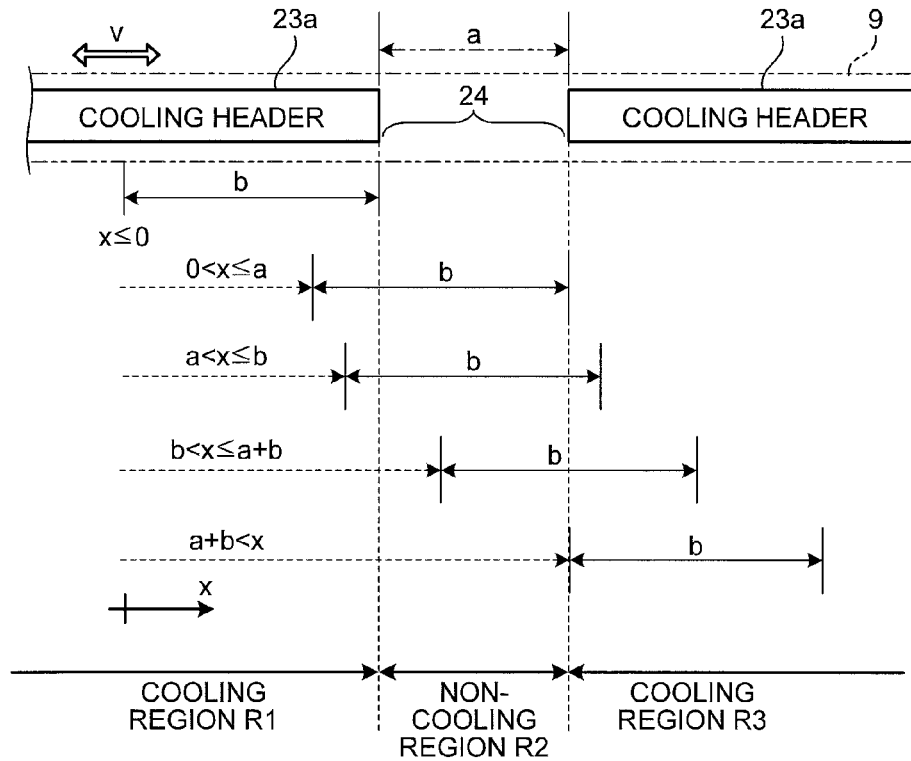 V
23a
a
23a
9
COOLING HEADER
24
COOLING HEADER
b
x≦0
0<x≦a
b
a<x≦b
b
b<x≦a+b
b
a+b<x
b
x
COOLING
REGION R1
NON-
COOLING
REGION R2
COOLING
REGION R3